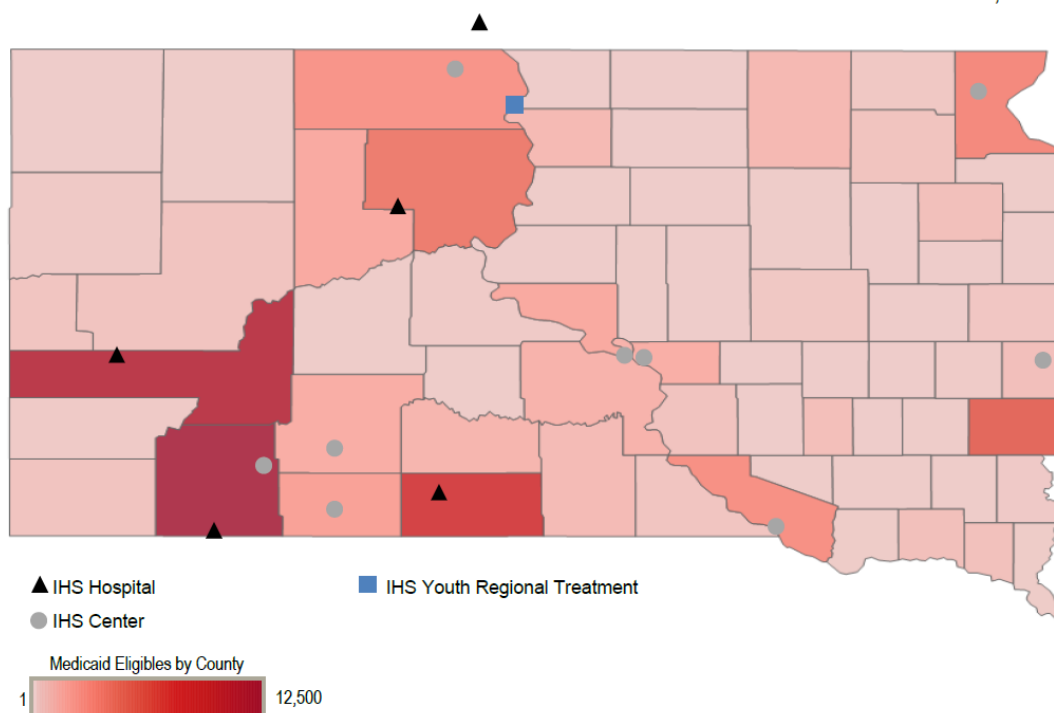 IHS Hospital
IHS Youth Regional Treatment
IHS Center
Medicaid Eligibles by County
1
12,500